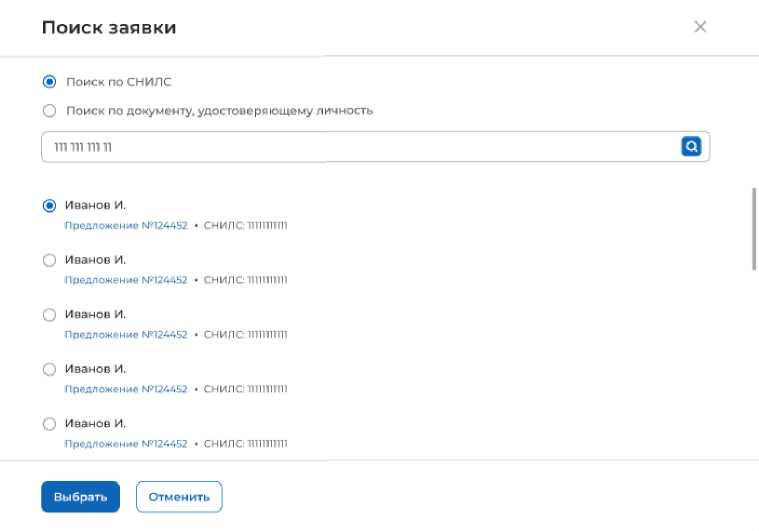 Поиск заявки
Поиск по СНИЛС
Поиск по документу, удостоверяющему личность
111 111 111 11
Иванов И.
Предложение №124452 • СНИЛС: 11111111111
Иванов И.
Предложение №124452 • СНИЛС: 11111111111
Иванов И.
Предложение №124452 • СНИЛС: 11111111111
Иванов И.
Предложение №124452 • СНИЛС: 11111111111
Иванов И.
Предложение №124452 • СНИЛС: 11111111111
Выбрать Отменить